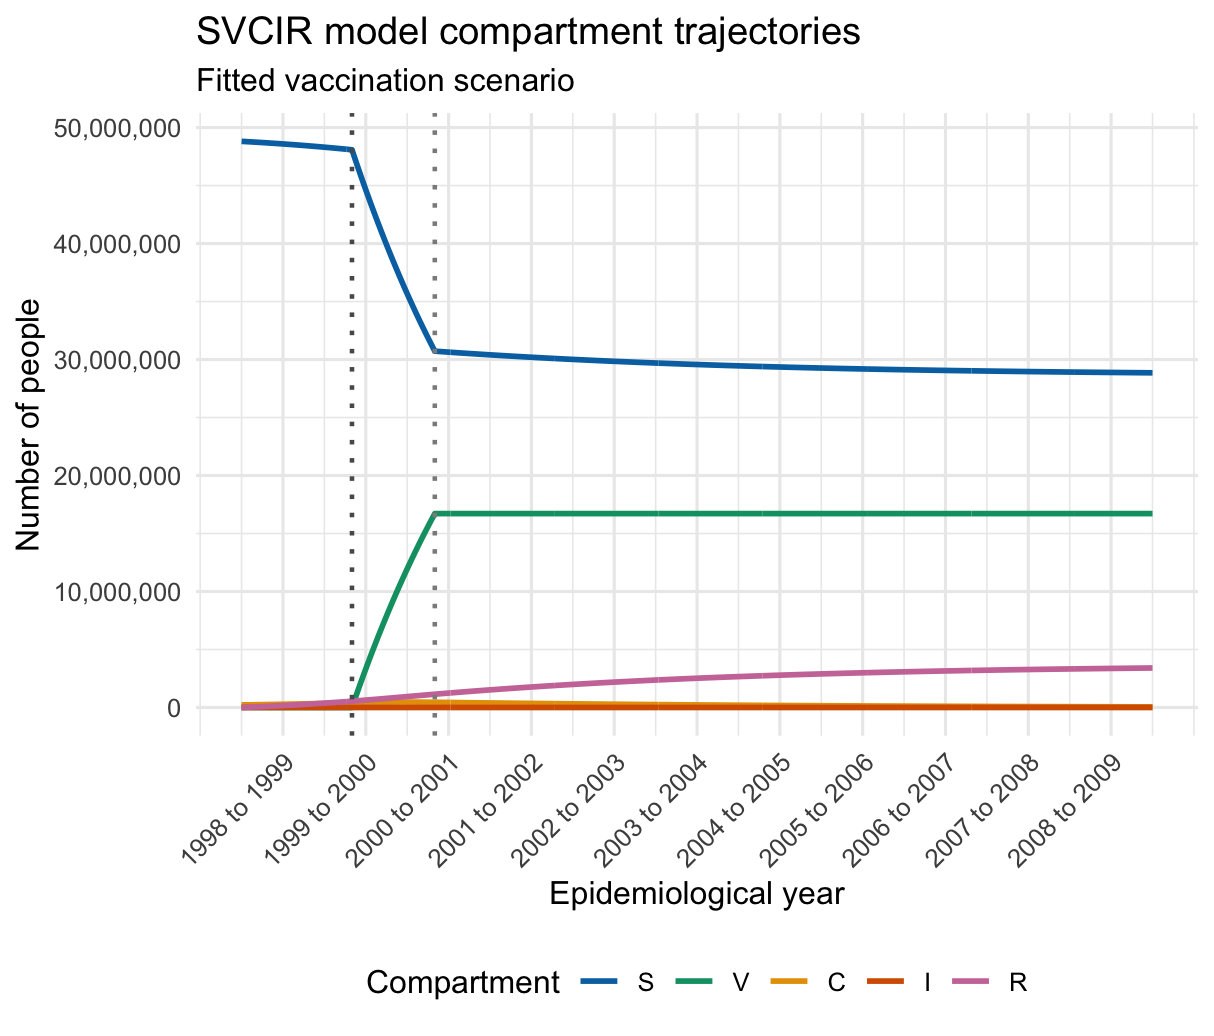 SVCIR model compartment trajectories
Fitted vaccination scenario
50,000,000
40,000,000
30,000,000
20,000,000
10,000,000
0
Number of people
1998 to 1999
1999 to 2000
2000 to 2001
2001 to 2002
2002 to 2003
2003 to 2004
2004 to 2005
2005 to 2006
2006 to 2007
2007 to 2008
2008 to 2009
Epidemiological year
Compartment S V C I R